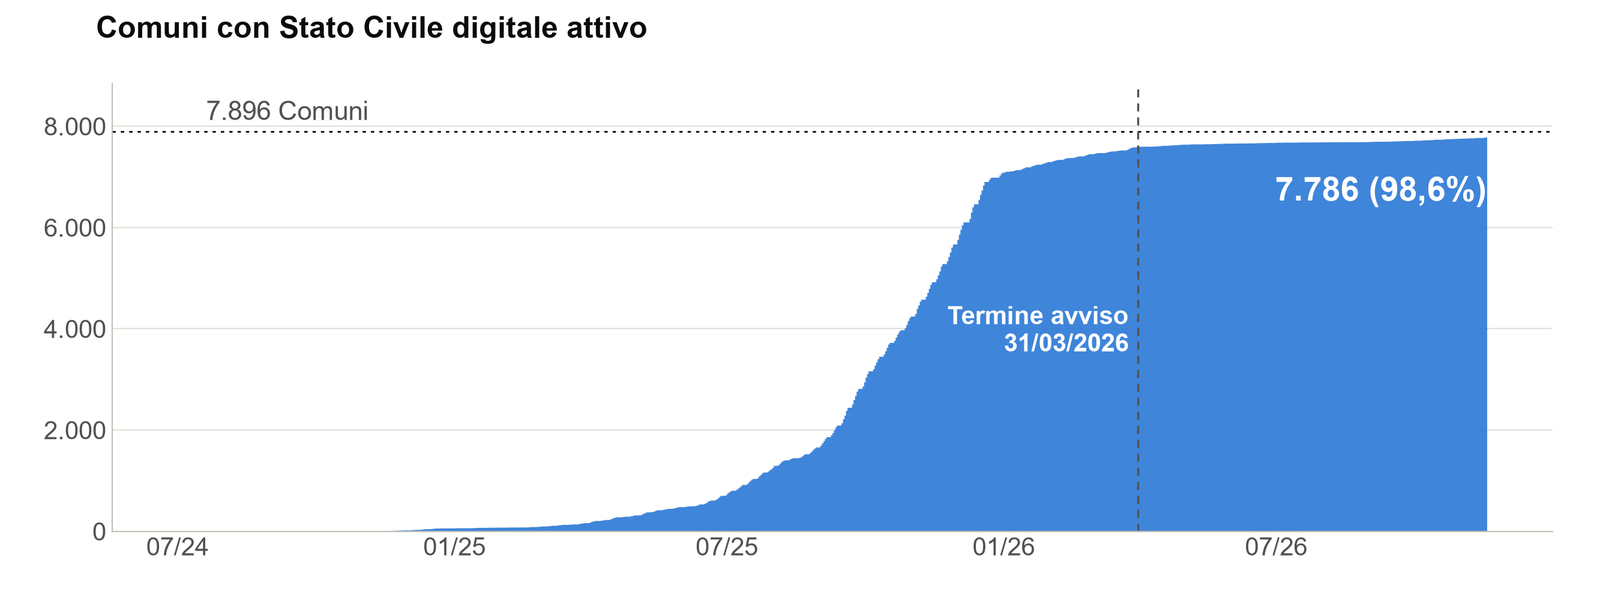 Comuni con Stato Civile digitale attivo
7.896 Comuni
8.000
7.786 (98,6%)
6.000
Termine avviso
31/03/2026
4.000
2.000
0
07/24 01/25 07/25 01/26 07/26